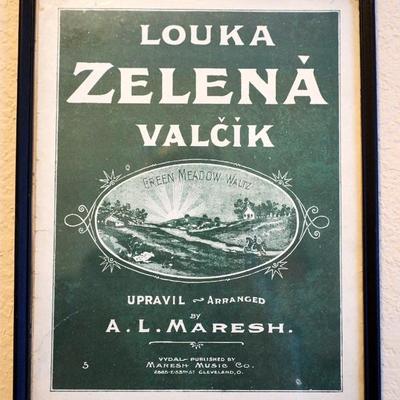 LOUKA
ZELENÁ
VALČÍK
GREEN MEADOW WALTZ
UPRAVIL ~ ARRANGED
BY
A. L. MARESH.
VYDAL - PUBLISHED BY
MARESH MUSIC CO.
CLEVELAND, O.
5